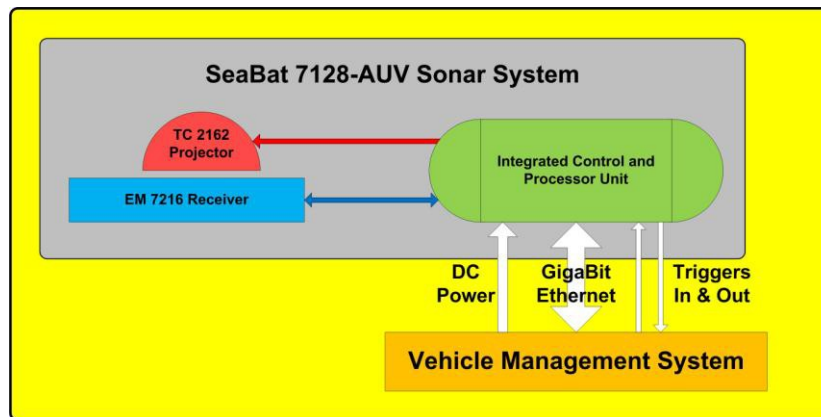 SeaBat 7128-AUV Sonar System
TC 2162
Projector
EM 7216 Receiver
Integrated Control and
Processor Unit
DC
Power
GigaBit
Ethernet
Triggers
In & Out
Vehicle Management System